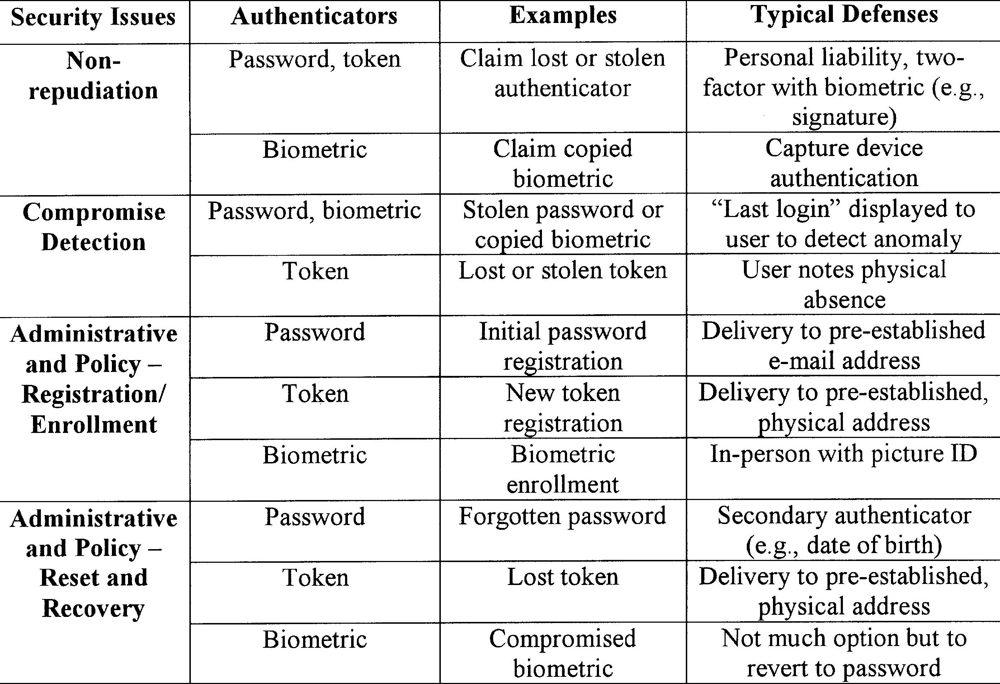 Security Issues
Authenticators
Examples
Typical Defenses
Non-
repudiation
Password, token
Claim lost or stolen
authenticator
Personal liability, two-
factor with biometric (e.g.,
signature)
Biometric
Claim copied
biometric
Capture device
authentication
Compromise
Detection
Password, biometric
Stolen password or
copied biometric
“Last login” displayed to
user to detect anomaly
Token
Lost or stolen token
User notes physical
absence
Administrative
and Policy –
Registration/
Enrollment
Password
Initial password
registration
Delivery to pre-established
e-mail address
Token
New token
registration
Delivery to pre-established,
physical address
Biometric
Biometric
enrollment
In-person with picture ID
Administrative
and Policy –
Reset and
Recovery
Password
Forgotten password
Secondary authenticator
(e.g., date of birth)
Token
Lost token
Delivery to pre-established,
physical address
Biometric
Compromised
biometric
Not much option but to
revert to password